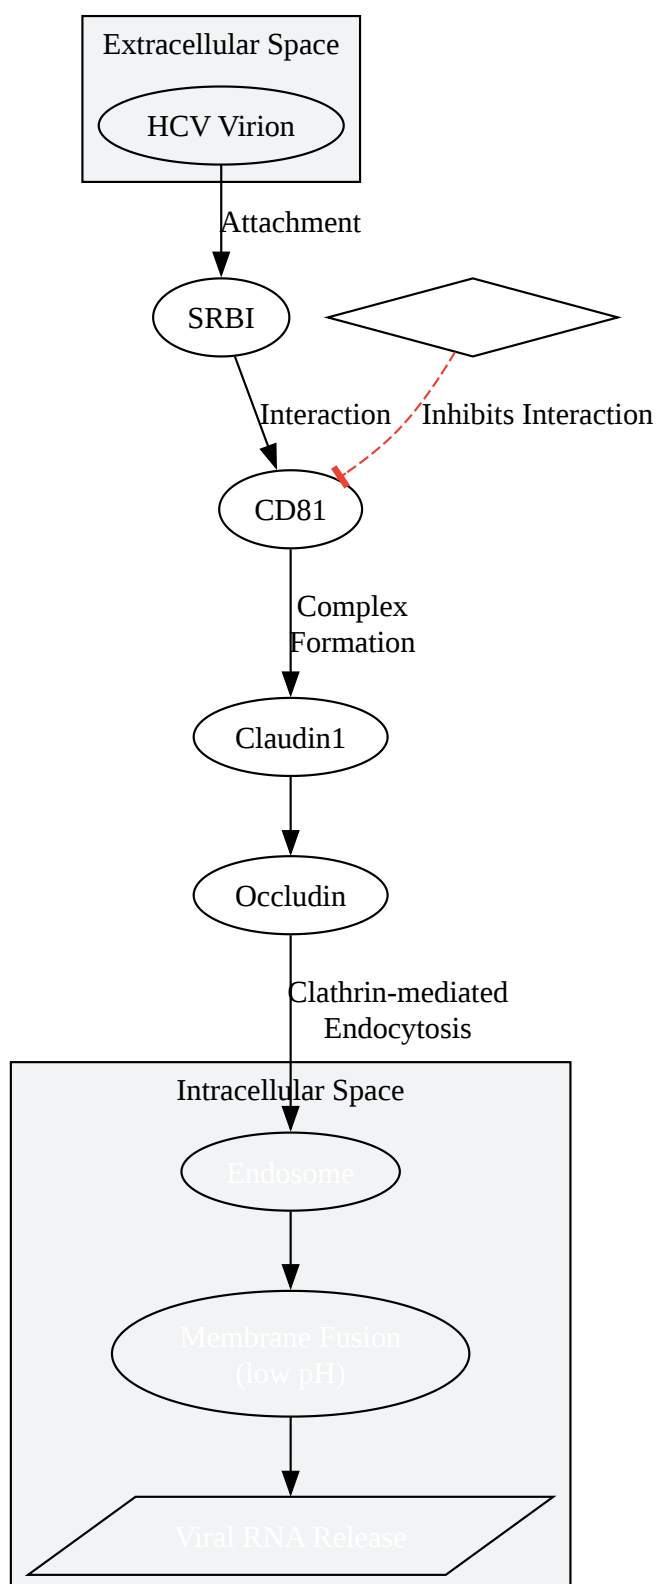 Extracellular Space
HCV Virion
Attachment
SRBI
Interaction
Inhibits Interaction
CD81
Complex
Formation
Claudin1
Occludin
Clathrin-mediated
Endocytosis
Intracellular Space
Endosome
Membrane Fusion
(low pH)
Viral RNA Release